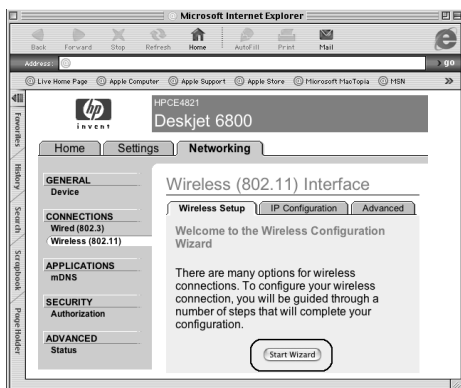 Microsoft Internet Explorer
Back Forward Stop Refresh Home AutoFill Print Mail
Address: go
Live Home Page Apple Computer Apple Support Apple Store Microsoft MacTopia MSN
Favorites
History
Search
Scrapbook
Page Holder
hp
invent
HPCE4821
Deskjet 6800
Home Settings Networking
GENERAL
Device
CONNECTIONS
Wired (802.3)
Wireless (802.11)
APPLICATIONS
mDNS
SECURITY
Authorization
ADVANCED
Status
Wireless (802.11) Interface
Wireless Setup IP Configuration Advanced
Welcome to the Wireless Configuration
Wizard
There are many options for wireless
connections. To configure your wireless
connection, you will be guided through a
number of steps that will complete your
configuration.
Start Wizard